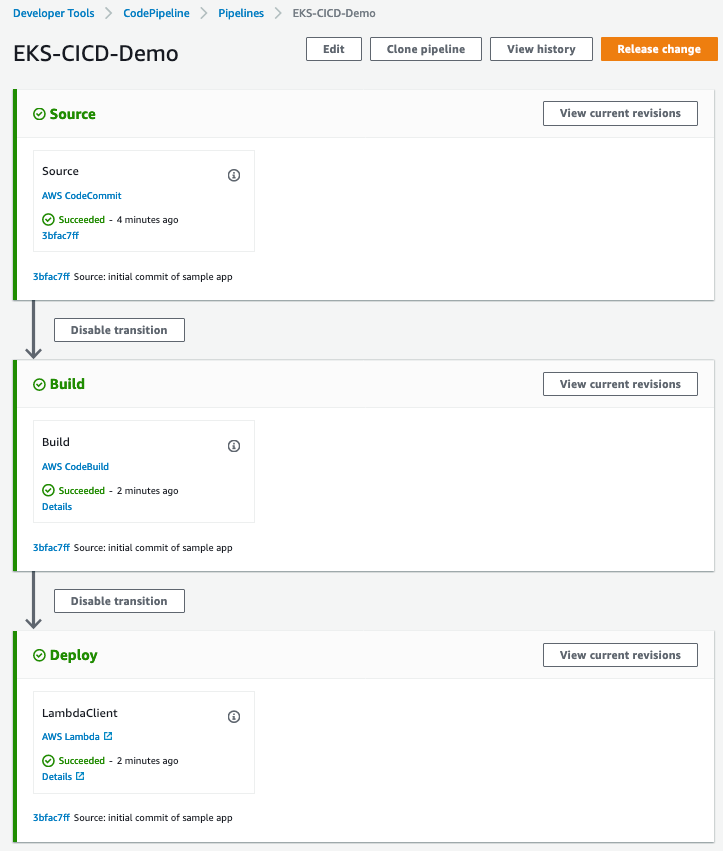 Developer Tools > CodePipeline > Pipelines > EKS-CICD-Demo
EKS-CICD-Demo
Edit
Clone pipeline
View history
Release change
Source
View current revisions
Source
AWS CodeCommit
Succeeded - 4 minutes ago
3bfac7ff
3bfac7ff Source: initial commit of sample app
Disable transition
Build
View current revisions
Build
AWS CodeBuild
Succeeded - 2 minutes ago
Details
3bfac7ff Source: initial commit of sample app
Disable transition
Deploy
View current revisions
LambdaClient
AWS Lambda
Succeeded - 2 minutes ago
Details
3bfac7ff Source: initial commit of sample app